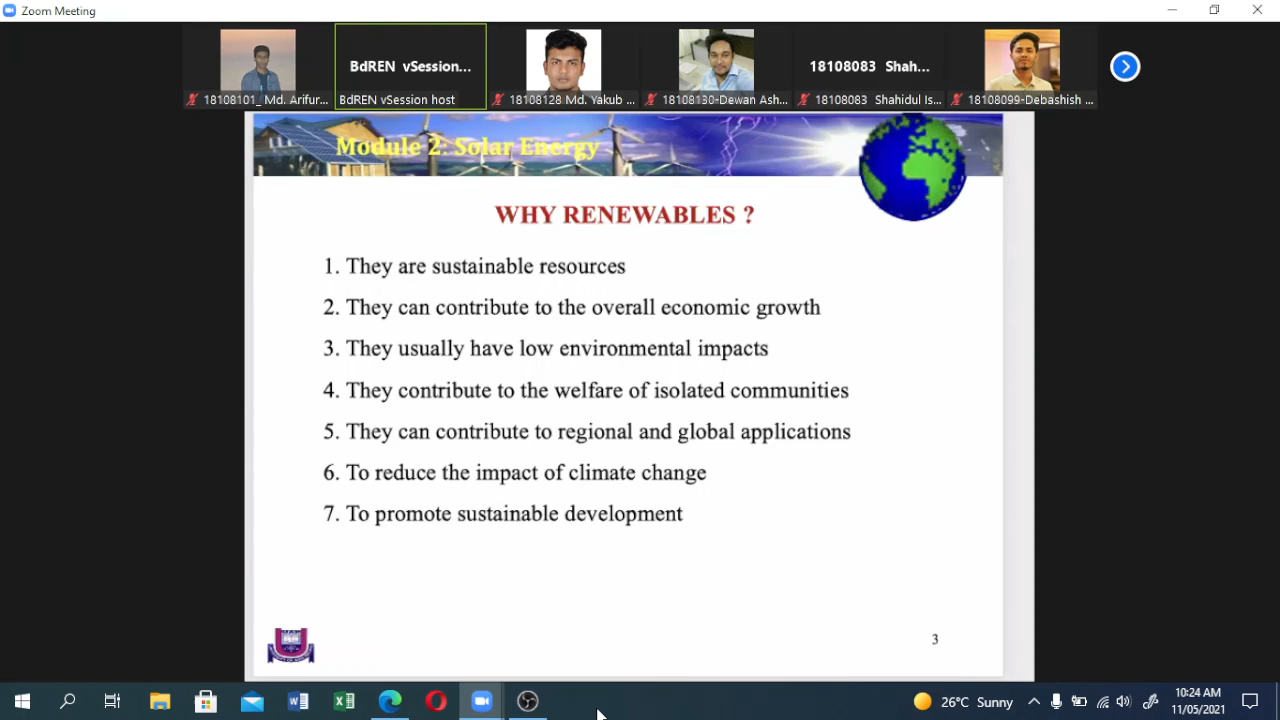 Zoom Meeting
BdREN vSession...
18108083 Shah...
18108101_ Md. Arifur...
BdREN vSession host
18108128 Md. Yakub ...
18108130-Dewan Ash...
18108083 Shahidul Is...
18108099-Debashish ...
Module 2: Solar Energy
WHY RENEWABLES ?
1. They are sustainable resources
2. They can contribute to the overall economic growth
3. They usually have low environmental impacts
4. They contribute to the welfare of isolated communities
5. They can contribute to regional and global applications
6. To reduce the impact of climate change
7. To promote sustainable development
3
26°C Sunny
10:24 AM
11/05/2021